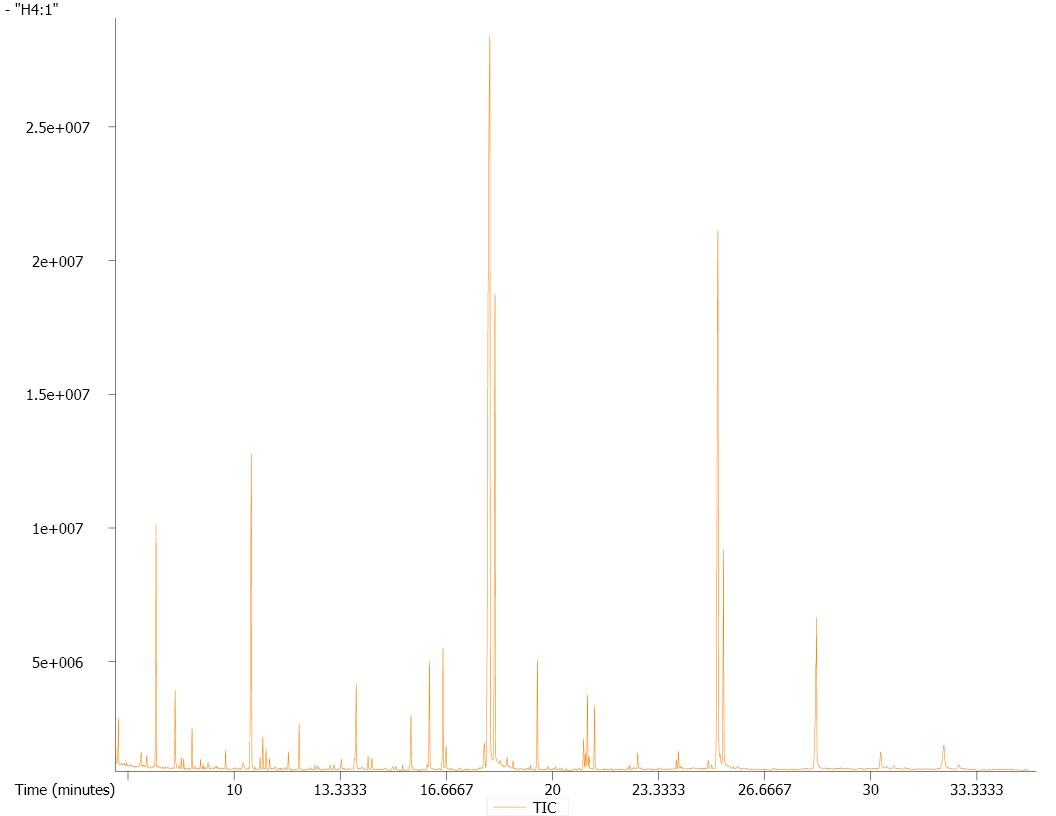 - "H4:1"
2.5e+007
2e+007
1.5e+007
1e+007
5e+006
Time (minutes) 10 13.3333 16.6667 20 23.3333 26.6667 30 33.3333
TIC